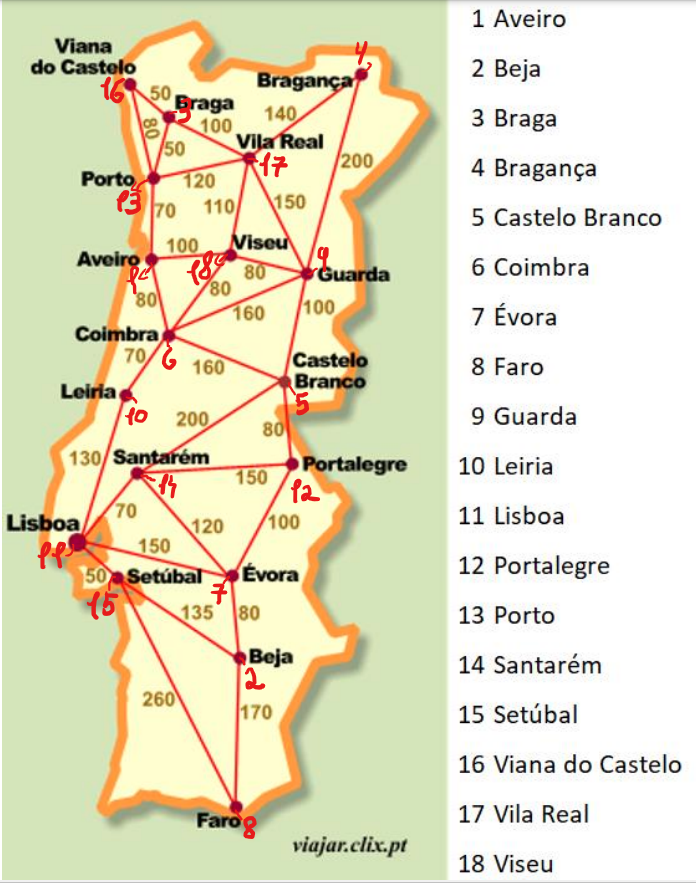 Viana
do Castelo
16
50
Braga
3
Bragança
4
80
100
140
50
Vila Real
17
200
Porto
13
120
150
70
110
Aveiro
1
100
Viseu
18
80
Guarda
9
80
80
160
100
Coimbra
6
70
160
Castelo
Branco
5
Leiria
10
200
80
130
Santarém
14
150
Portalegre
12
70
120
100
Lisboa
11
150
50
Setúbal
15
Évora
7
135
80
Beja
2
260
170
Faro
8
viajar.clix.pt
1 Aveiro
2 Beja
3 Braga
4 Bragança
5 Castelo Branco
6 Coimbra
7 Évora
8 Faro
9 Guarda
10 Leiria
11 Lisboa
12 Portalegre
13 Porto
14 Santarém
15 Setúbal
16 Viana do Castelo
17 Vila Real
18 Viseu